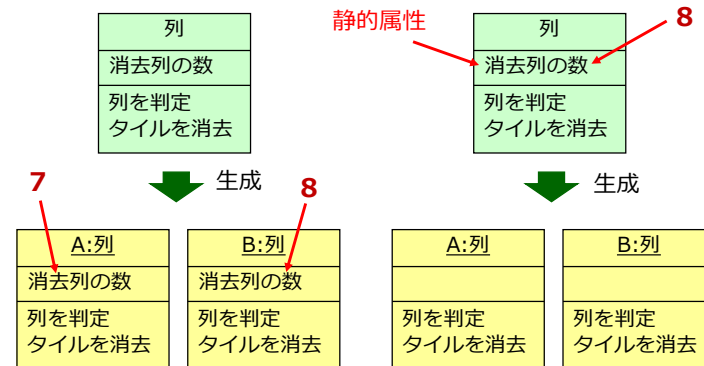 列
消去列の数
列を判定
タイルを消去
生成
7
8
A:列
消去列の数
列を判定
タイルを消去
B:列
消去列の数
列を判定
タイルを消去
静的属性
8
列
消去列の数
列を判定
タイルを消去
生成
A:列
列を判定
タイルを消去
B:列
列を判定
タイルを消去